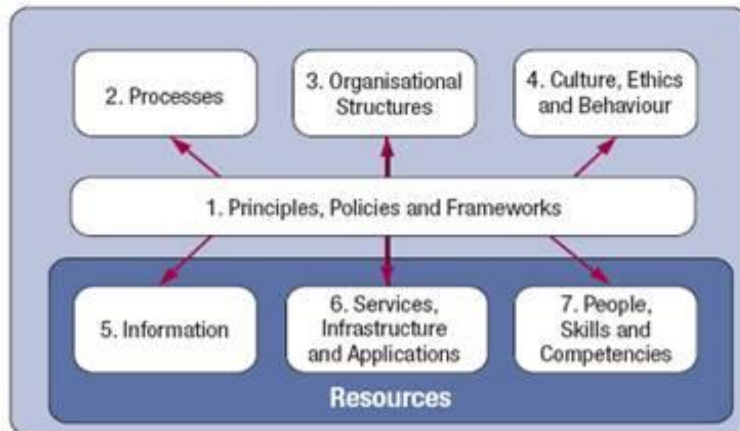 2. Processes
3. Organisational
Structures
4. Culture, Ethics
and Behaviour
1. Principles, Policies and Frameworks
5. Information
6. Services,
Infrastructure
and Applications
7. People,
Skills and
Competencies
Resources